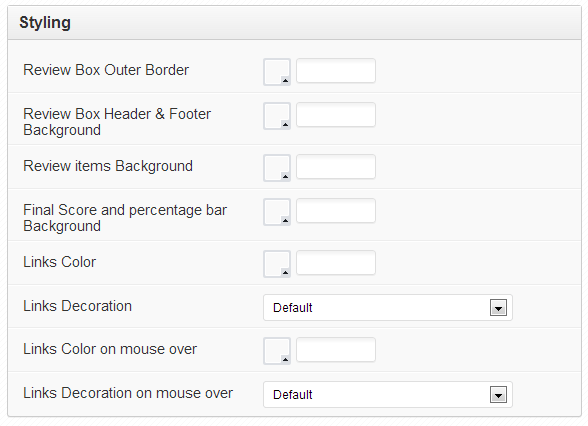 Styling
Review Box Outer Border
Review Box Header & Footer
Background
Review items Background
Final Score and percentage bar
Background
Links Color
Links Decoration
Default
Links Color on mouse over
Links Decoration on mouse over
Default